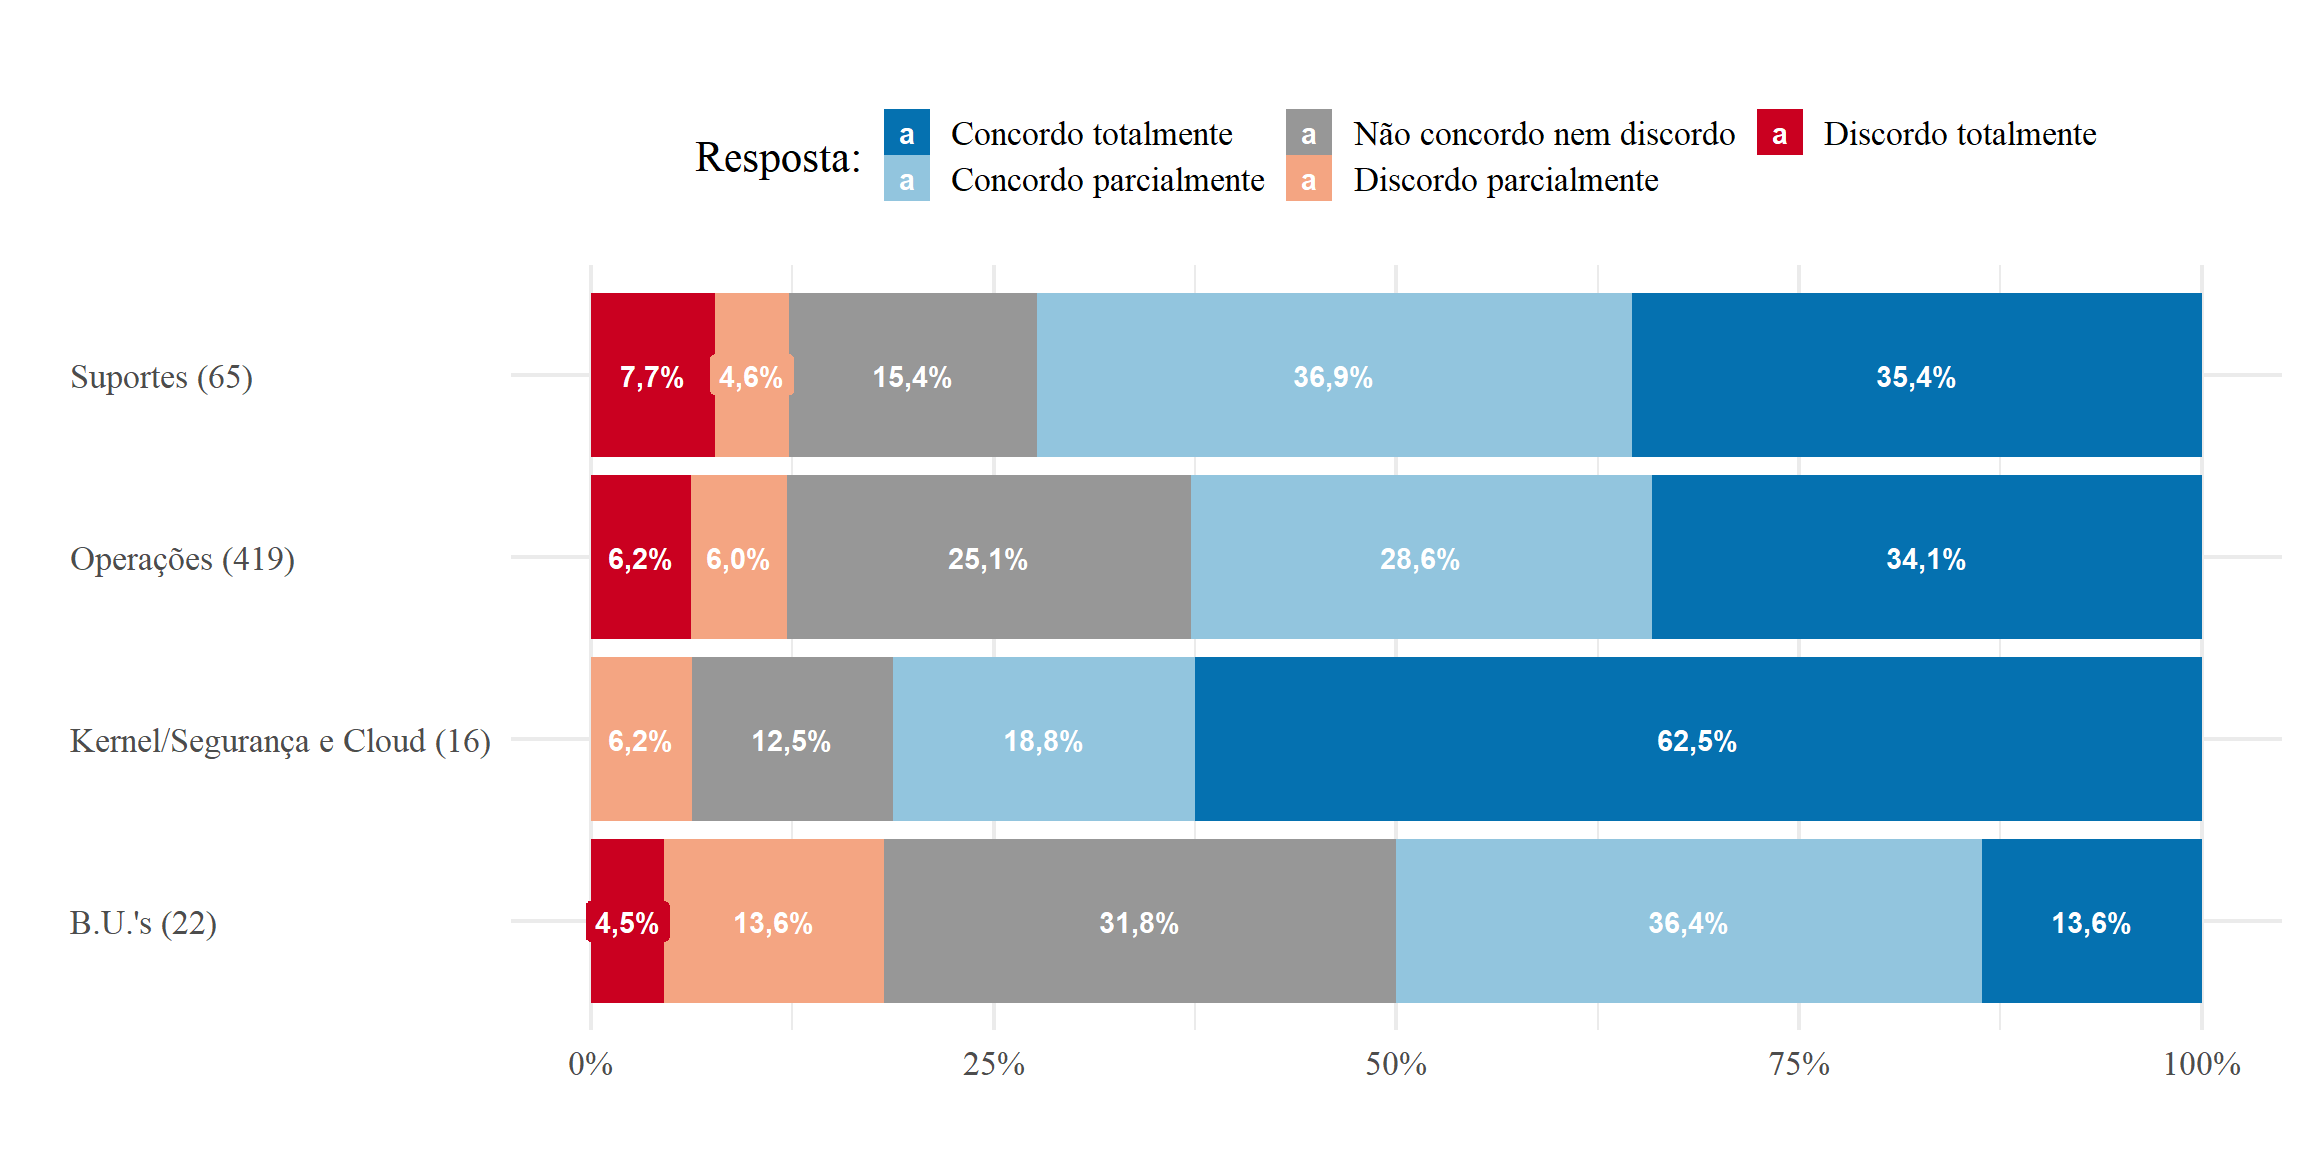 Resposta:
a Concordo totalmente a Não concordo nem discordo a Discordo totalmente
a Concordo parcialmente a Discordo parcialmente
Suportes (65) 7,7% 4,6% 15,4% 36,9% 35,4%
Operações (419) 6,2% 6,0% 25,1% 28,6% 34,1%
Kernel/Segurança e Cloud (16) 6,2% 12,5% 18,8% 62,5%
B.U.'s (22) 4,5% 13,6% 31,8% 36,4% 13,6%
0% 25% 50% 75% 100%